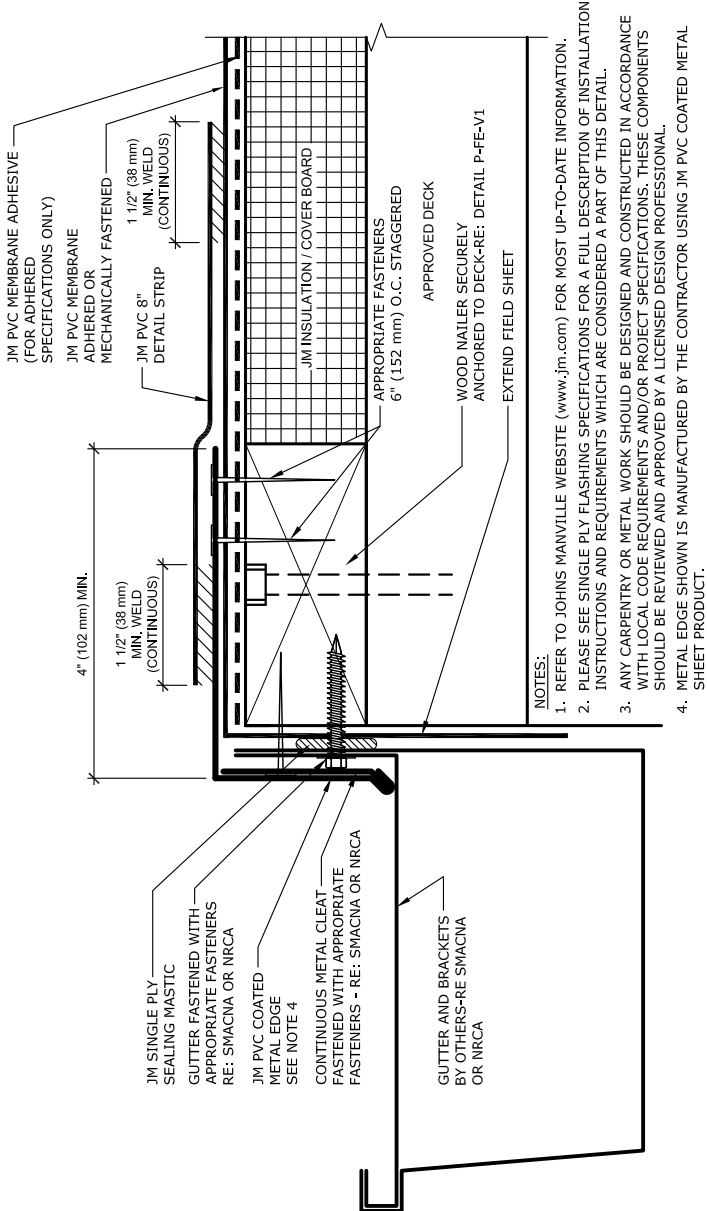 JM PVC MEMBRANE ADHESIVE
(FOR ADHERED
SPECIFICATIONS ONLY)
JM PVC MEMBRANE
ADHERED OR
MECHANICALLY FASTENED
JM PVC 8"
DETAIL STRIP
1 1/2" (38 mm)
MIN. WELD
(CONTINUOUS)
4" (102 mm) MIN.
1 1/2" (38 mm)
MIN. WELD
(CONTINUOUS)
JM SINGLE PLY
SEALING MASTIC
GUTTER FASTENED WITH
APPROPRIATE FASTENERS
RE: SMACNA OR NRCA
JM PVC COATED
METAL EDGE
SEE NOTE 4
CONTINUOUS METAL CLEAT
FASTENED WITH APPROPRIATE
FASTENERS - RE: SMACNA OR NRCA
GUTTER AND BRACKETS
BY OTHERS-RE SMACNA
OR NRCA
JM INSULATION / COVER BOARD
APPROPRIATE FASTENERS
6" (152 mm) O.C. STAGGERED
APPROVED DECK
WOOD NAILER SECURELY
ANCHORED TO DECK-RE: DETAIL P-FE-V1
EXTEND FIELD SHEET
NOTES:
1. REFER TO JOHNS MANVILLE WEBSITE (www.jm.com) FOR MOST UP-TO-DATE INFORMATION.
2. PLEASE SEE SINGLE PLY FLASHING SPECIFICATIONS FOR A FULL DESCRIPTION OF INSTALLATION
INSTRUCTIONS AND REQUIREMENTS WHICH ARE CONSIDERED A PART OF THIS DETAIL.
3. ANY CARPENTRY OR METAL WORK SHOULD BE DESIGNED AND CONSTRUCTED IN ACCORDANCE
WITH LOCAL CODE REQUIREMENTS AND/OR PROJECT SPECIFICATIONS. THESE COMPONENTS
SHOULD BE REVIEWED AND APPROVED BY A LICENSED DESIGN PROFESSIONAL.
4. METAL EDGE SHOWN IS MANUFACTURED BY THE CONTRACTOR USING JM PVC COATED METAL
SHEET PRODUCT.